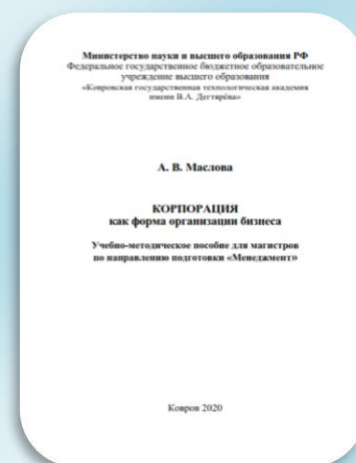 Министерство науки и высшего образования РФ
Федеральное государственное бюджетное образовательное
учреждение высшего образования
«Ковровская государственная технологическая академия
имени В.А. Дегтярёва»
А. В. Маслова
КОРПОРАЦИЯ
как форма организации бизнеса
Учебно-методическое пособие для магистров
по направлению подготовки «Менеджмент»
Ковров 2020